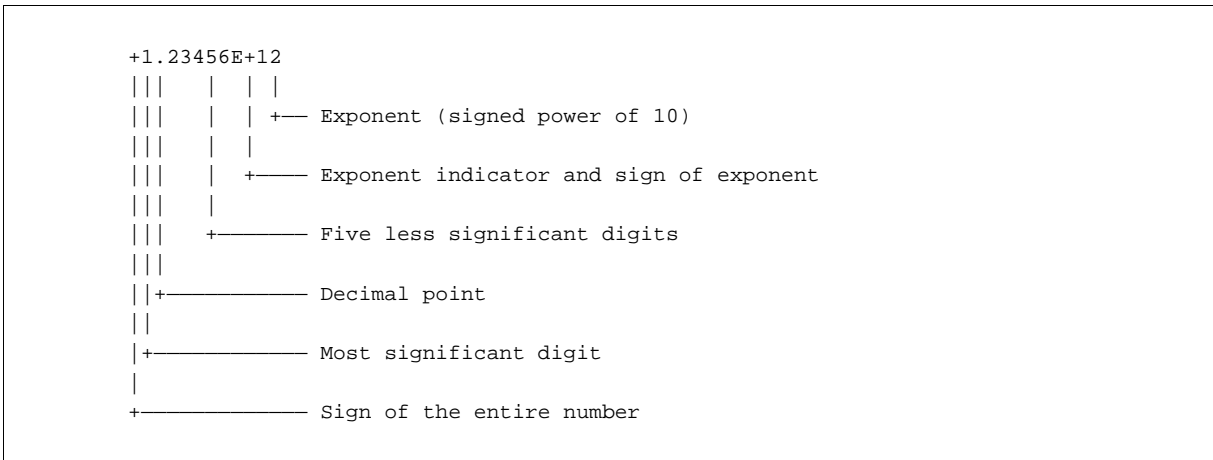 +1.23456E+12
||| | | |
||| | | +—— Exponent (signed power of 10)
||| | |
||| | +———— Exponent indicator and sign of exponent
||| |
||| +——————— Five less significant digits
|||
||+——————————— Decimal point
||
|+———————————— Most significant digit
|
+————————————— Sign of the entire number